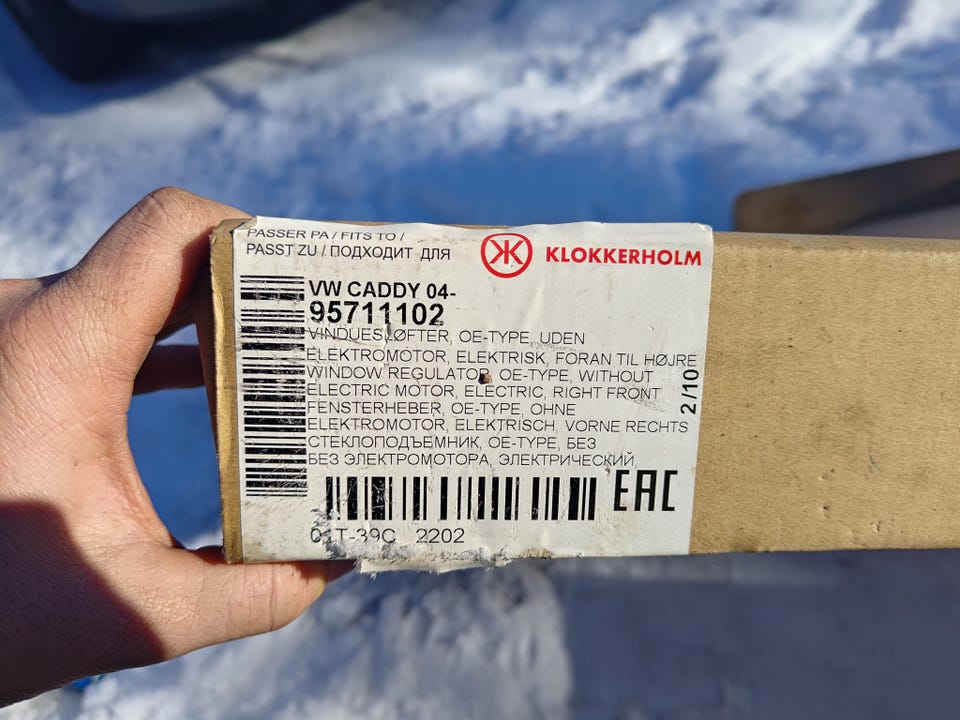 PASSER PA / FITS TO /
PASST ZU / ПОДХОДИТ ДЛЯ
KLOKKERHOLM
VW CADDY 04-
95711102
VINDUESLØFTER, OE-TYPE, UDEN
ELEKTROMOTOR, ELEKTRISK, FORAN TIL HØJRE
WINDOW REGULATOR, OE-TYPE, WITHOUT
ELECTRIC MOTOR, ELECTRIC, RIGHT FRONT
FENSTERHEBER, OE-TYPE, OHNE
ELEKTROMOTOR, ELEKTRISCH, VORNE RECHTS
СТЕКЛОПОДЪЕМНИК, OE-TYPE, БЕЗ
БЕЗ ЭЛЕКТРОМОТОРА, ЭЛЕКТРИЧЕСКИЙ,
2/10
EAC
2202